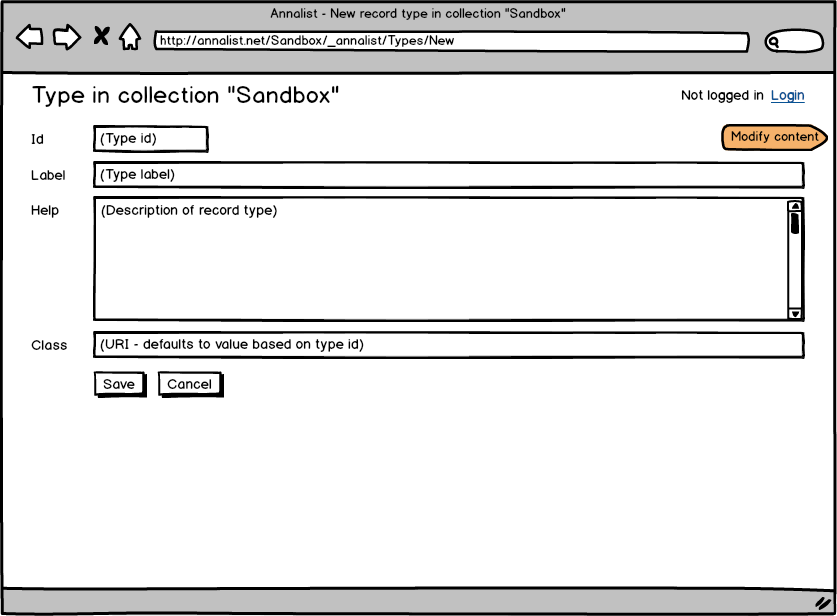 Annalist - New record type in collection "Sandbox"
http://annalist.net/Sandbox/_annalist/Types/New
Type in collection "Sandbox"
Not logged in Login
Id
(Type id)
Modify content
Label
(Type label)
Help
(Description of record type)
Class
(URI - defaults to value based on type id)
Save
Cancel